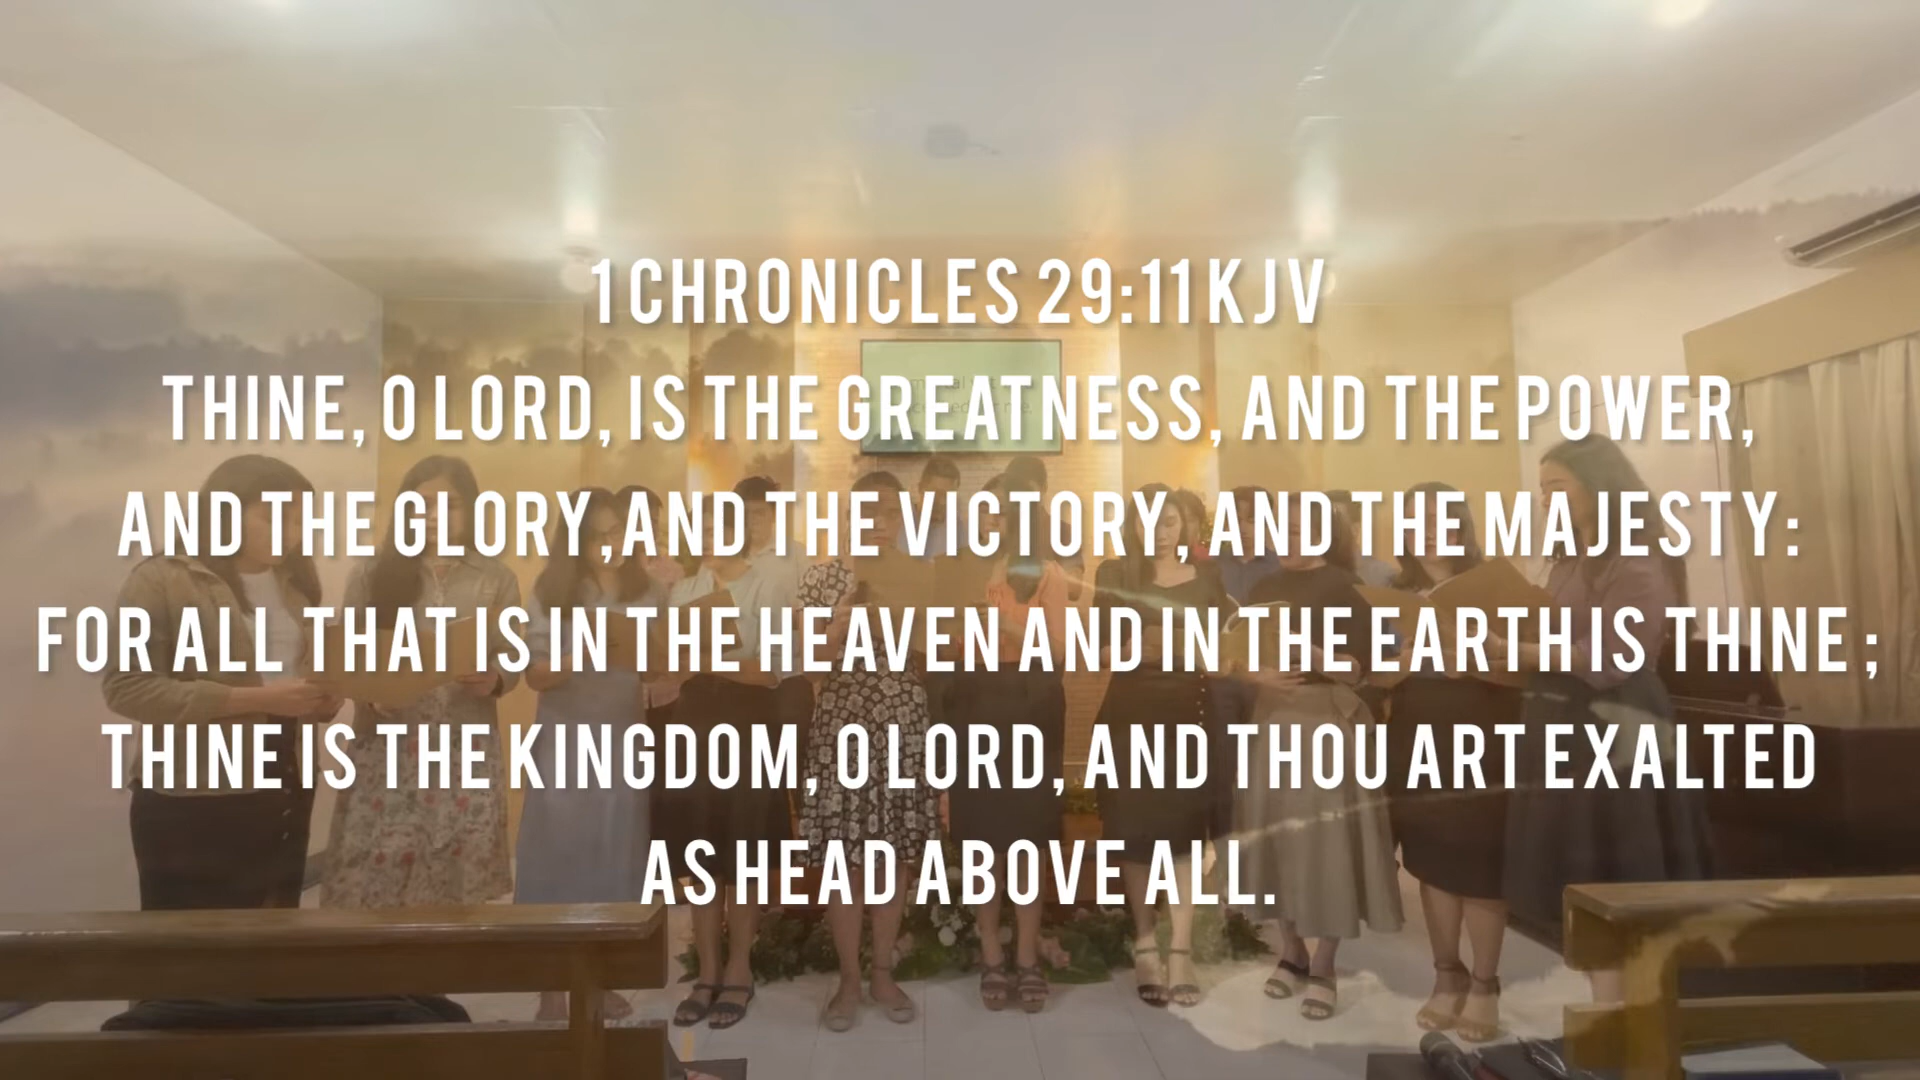 1 CHRONICLES 29:11 KJV
THINE, O LORD, IS THE GREATNESS, AND THE POWER,
AND THE GLORY, AND THE VICTORY, AND THE MAJESTY:
FOR ALL THAT IS IN THE HEAVEN AND IN THE EARTH IS THINE;
THINE IS THE KINGDOM, O LORD, AND THOU ART EXALTED
AS HEAD ABOVE ALL.